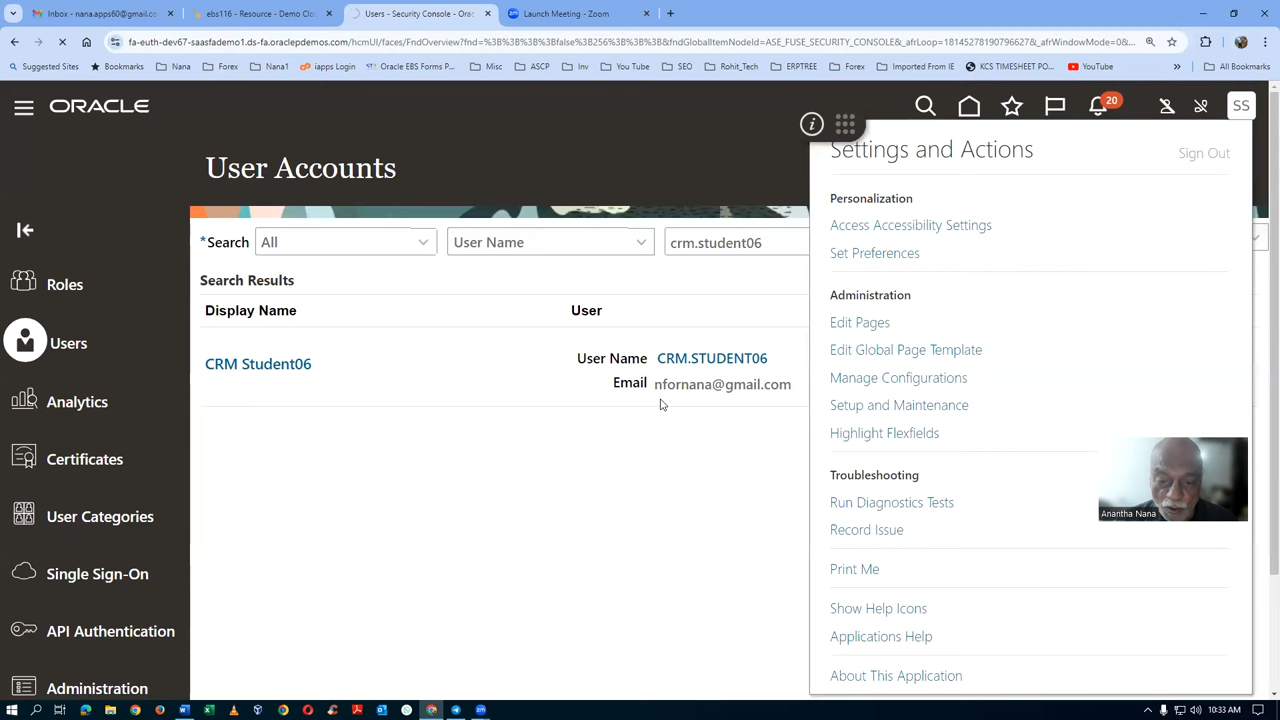 Inbox - nana.apps60@gmail.co
ebs116 - Resource - Demo Clou
Users - Security Console - Orac
Launch Meeting - Zoom
fa-euth-dev67-saasfademo1.ds-fa.oraclepdemos.com/hcmUI/faces/FndOverview?fnd=%3B%3B%3B%3Bfalse%3B256%3B%3B%3B&fndGlobalItemNodeId=ASE_FUSE_SECURITY_CONSOLE&_afrLoop=18145278190796627&_afrWindowMode=0&...
Suggested Sites
Bookmarks
Nana
Forex
Nana1
iapps Login
Oracle EBS Forms P...
Misc
ASCP
Inv
You Tube
SEO
Rohit_Tech
ERPTREE
Forex
Imported From IE
KCS TIMESHEET PO...
YouTube
All Bookmarks
ORACLE
20
SS
User Accounts
Settings and Actions
Sign Out
Personalization
Access Accessibility Settings
Set Preferences
Administration
Edit Pages
Edit Global Page Template
Manage Configurations
Setup and Maintenance
Highlight Flexfields
Troubleshooting
Run Diagnostics Tests
Record Issue
Print Me
Show Help Icons
Applications Help
About This Application
*Search
All
User Name
crm.student06
Search Results
Display Name
User
CRM Student06
User Name CRM.STUDENT06
Email nfornana@gmail.com
Roles
Users
Analytics
Certificates
User Categories
Single Sign-On
API Authentication
Administration
Anantha Nana
10:33 AM